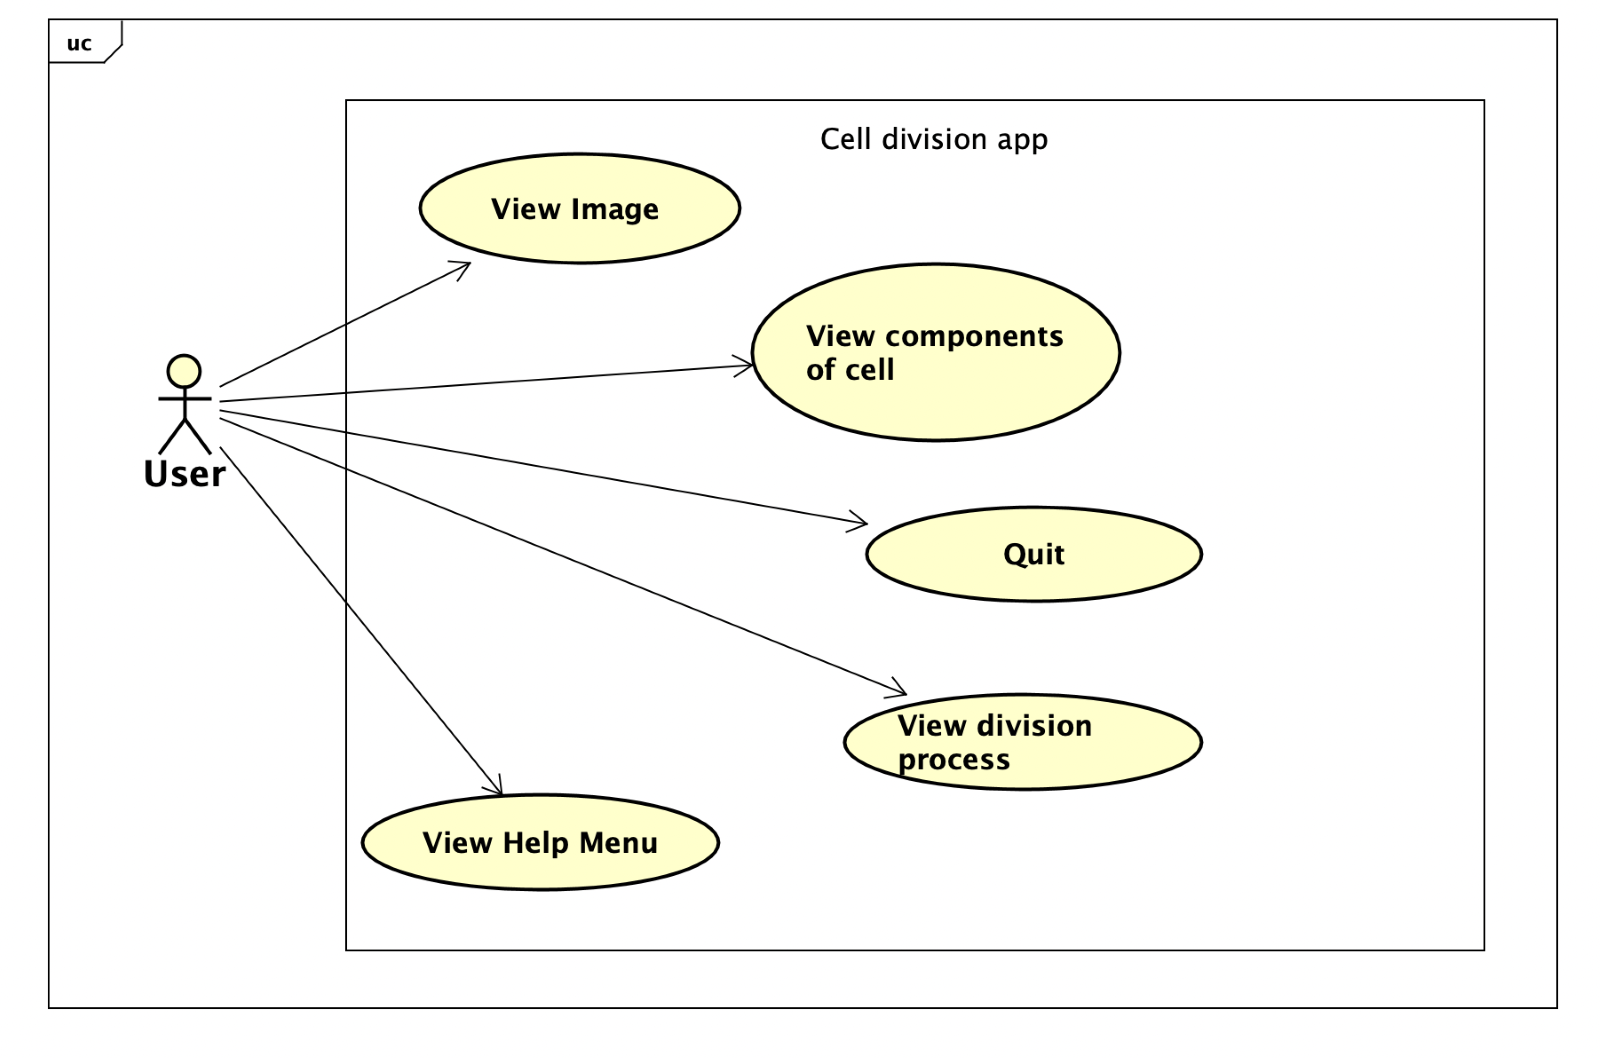 uc
Cell division app
View Image
View components
of cell
User
Quit
View division
process
View Help Menu